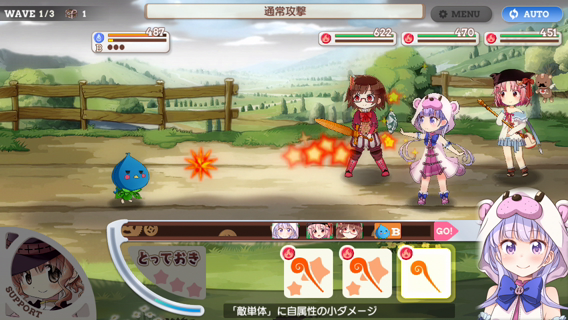 WAVE 1/3 1
通常攻撃
MENU
AUTO
487
B
622
470
451
B
GO!
とっておき
SUPPORT
「敵単体」に自属性の小ダメージ